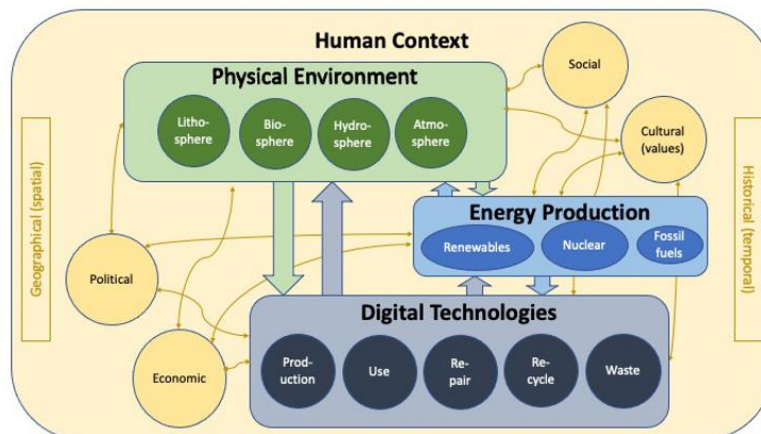 Human Context
Physical Environment
Litho-
sphere
Bio-
sphere
Hydro-
sphere
Atmo-
sphere
Social
Cultural
(values)
Geographical (spatial)
Historical (temporal)
Energy Production
Renewables
Nuclear
Fossil
fuels
Political
Economic
Digital Technologies
Prod-
uction
Use
Re-
pair
Re-
cycle
Waste